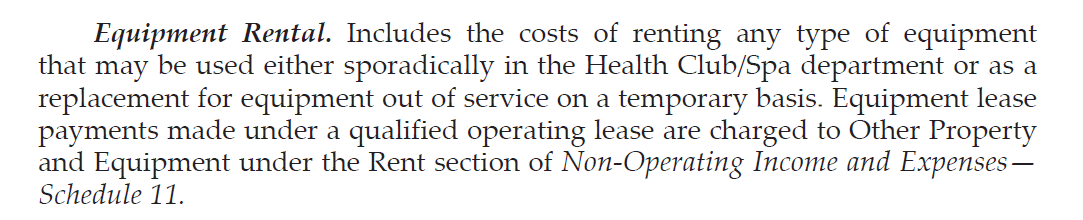 Equipment Rental. Includes the costs of renting any type of equipment
that may be used either sporadically in the Health Club/Spa department or as a
replacement for equipment out of service on a temporary basis. Equipment lease
payments made under a qualified operating lease are charged to Other Property
and Equipment under the Rent section of Non-Operating Income and Expenses—
Schedule 11.